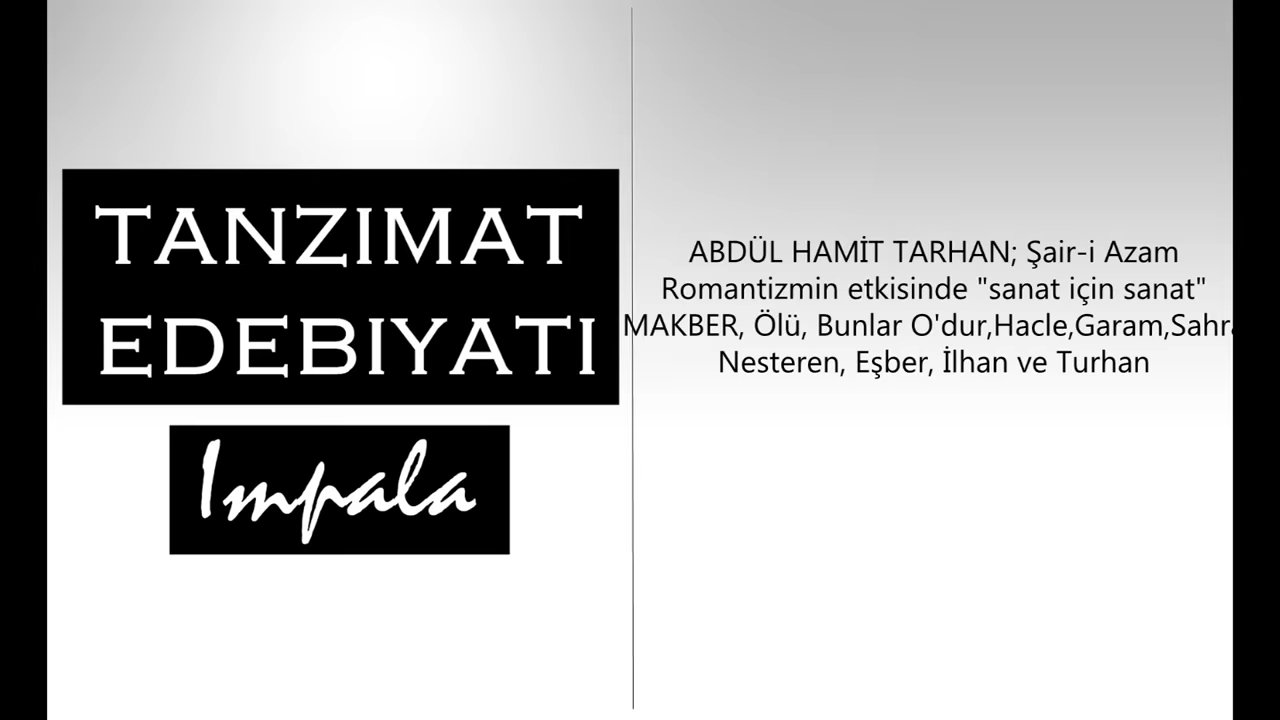 TANZIMAT
EDEBIYATI
Impala
ABDÜL HAMİT TARHAN; Şair-i Azam
Romantizmin etkisinde "sanat için sanat"
MAKBER, Ölü, Bunlar O'dur,Hacle,Garam,Sahra
Nesteren, Eşber, İlhan ve Turhan